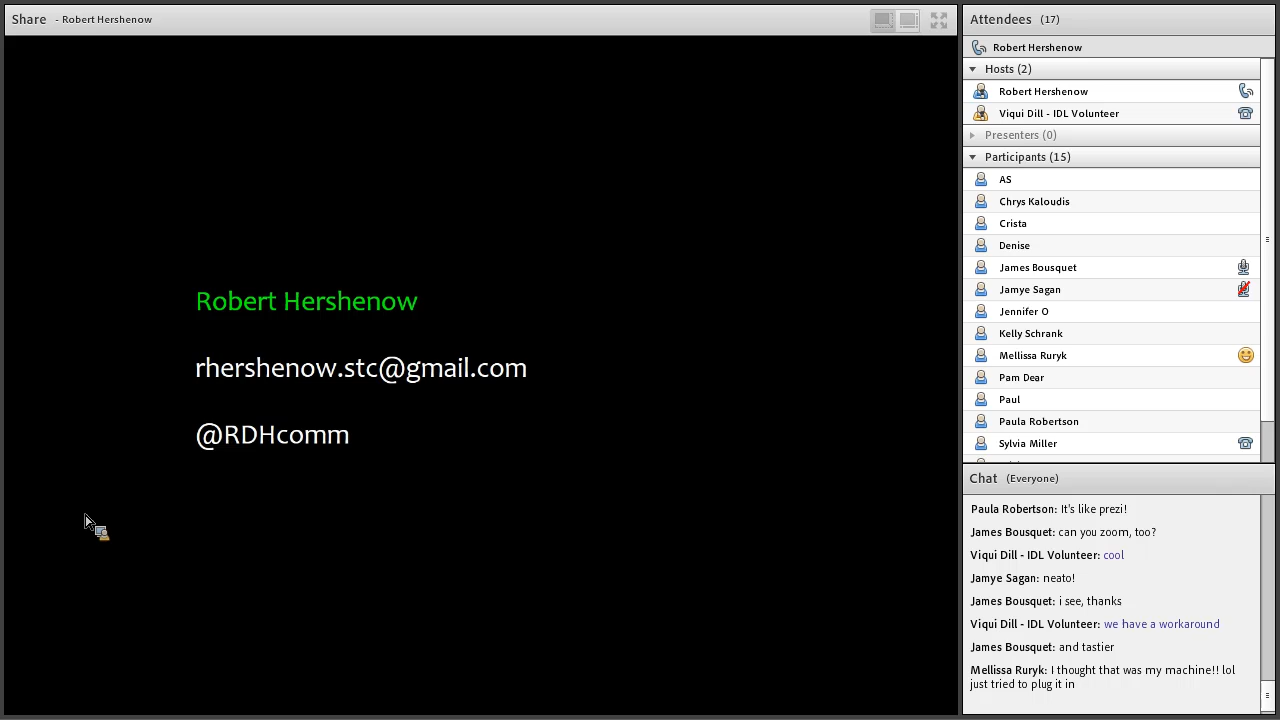 Share - Robert Hershenow
Robert Hershenow
rhershenow.stc@gmail.com
@RDHcomm
Attendees (17)
Robert Hershenow
Hosts (2)
Robert Hershenow
Viqui Dill - IDL Volunteer
Presenters (0)
Participants (15)
AS
Chrys Kaloudis
Crista
Denise
James Bousquet
Jamye Sagan
Jennifer O
Kelly Schrank
Mellissa Ruryk
Pam Dear
Paul
Paula Robertson
Sylvia Miller
Chat (Everyone)
Paula Robertson: It's like prezi!
James Bousquet: can you zoom, too?
Viqui Dill - IDL Volunteer: cool
Jamye Sagan: neato!
James Bousquet: i see, thanks
Viqui Dill - IDL Volunteer: we have a workaround
James Bousquet: and tastier
Mellissa Ruryk: I thought that was my machine!! lol
just tried to plug it in